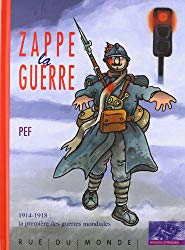 ZAPPE
la
GUERRE
PEF
1914-1918 :
la première des guerres mondiales
RUE DU MONDE